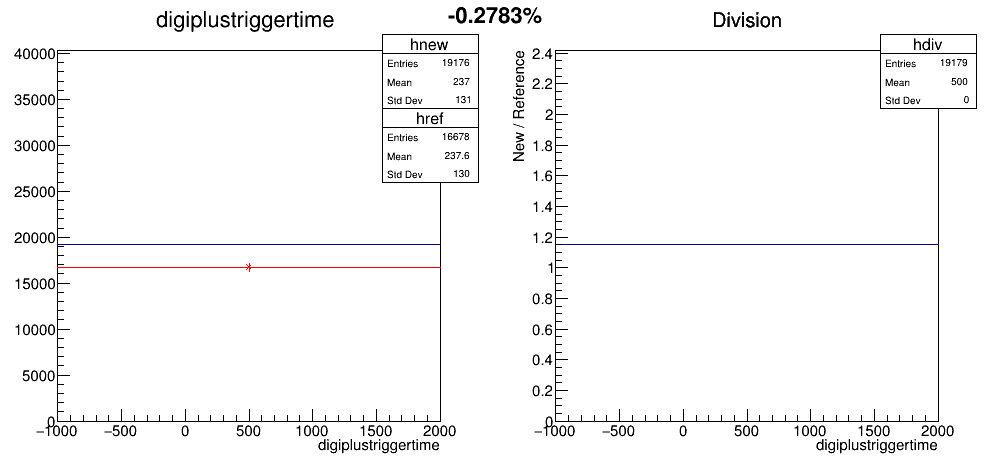 digiplustriggertime
-0.2783%
Division
hnew
Entries 19176
Mean 237
Std Dev 131
href
Entries 16678
Mean 237.6
Std Dev 130
40000
35000
30000
25000
20000
15000
10000
5000
0
−1000 −500 0 500 1000 1500 2000
digiplustriggertime
hdiv
Entries 19179
Mean 500
Std Dev 0
New / Reference
2.4
2.2
2
1.8
1.6
1.4
1.2
1
0.8
0.6
0.4
0.2
0
−1000 −500 0 500 1000 1500 2000
digiplustriggertime